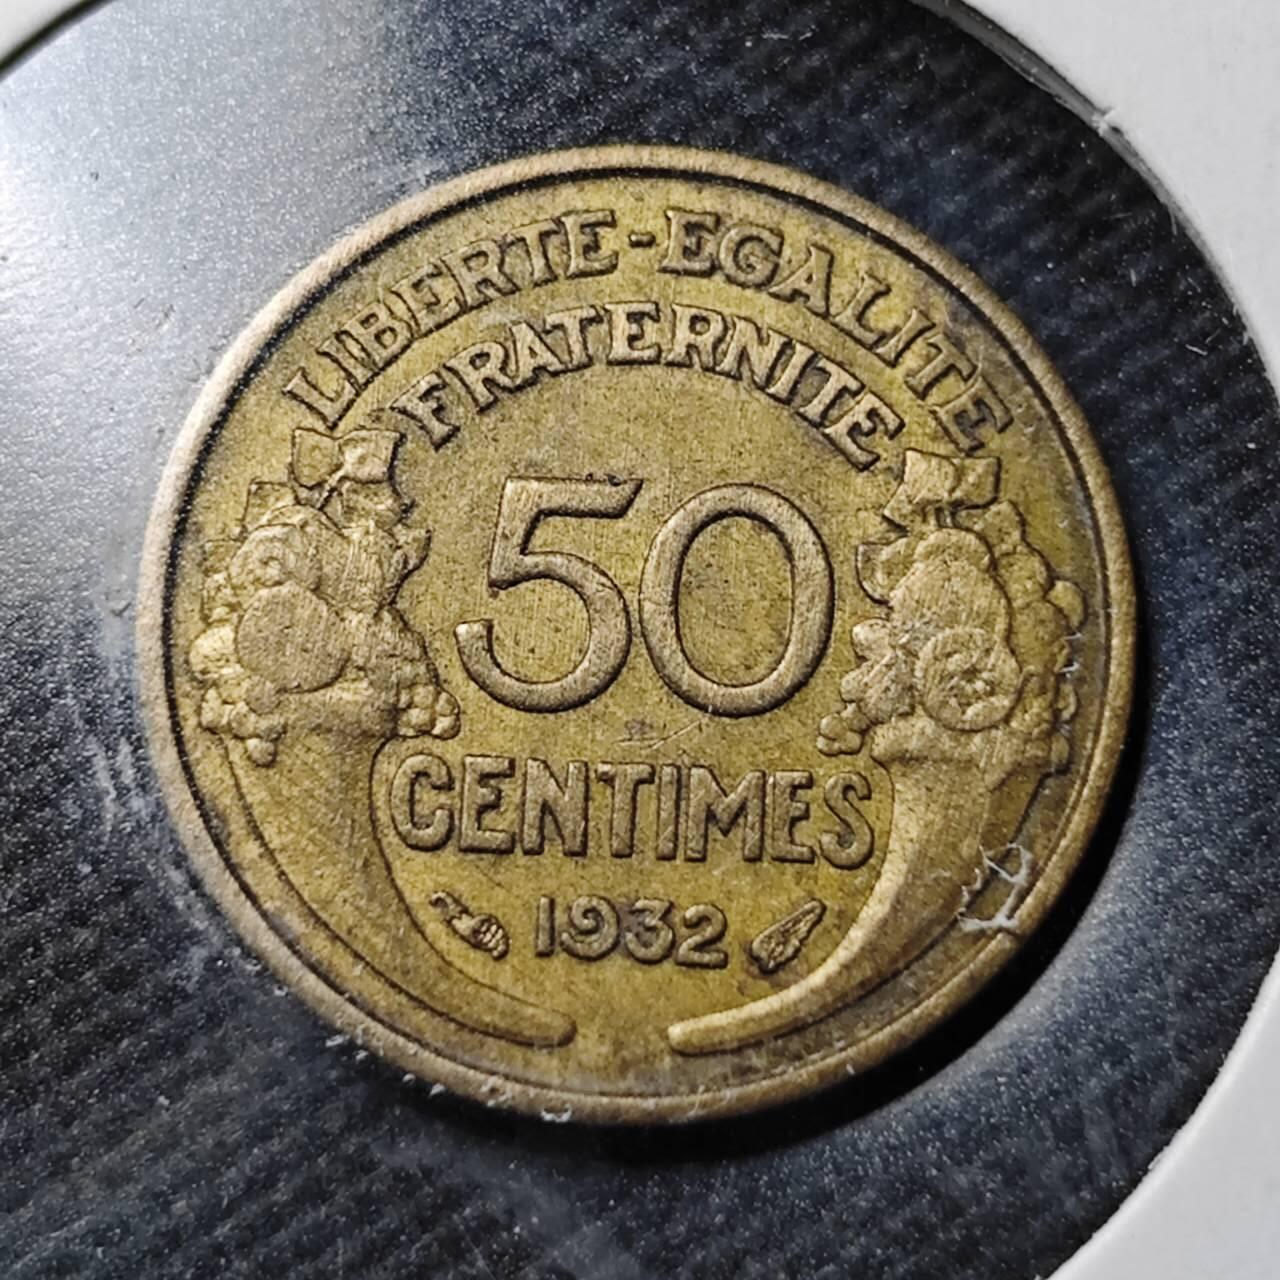 LIBERTE-EGALITE
FRATERNITE
50
CENTIMES
1932